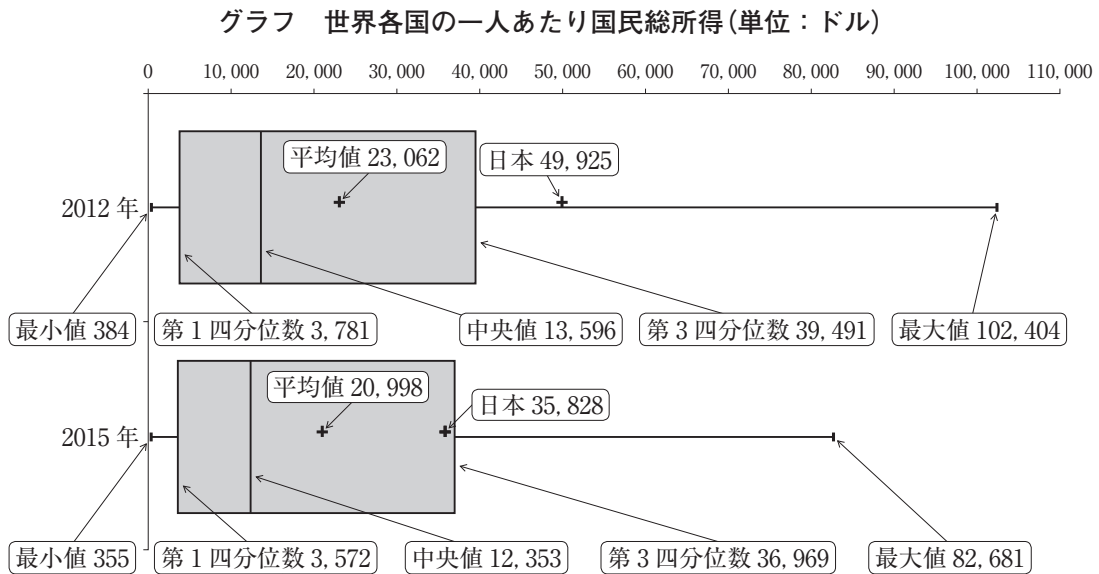 グラフ 世界各国の一人あたり国民総所得(単位：ドル)
0 10,000 20,000 30,000 40,000 50,000 60,000 70,000 80,000 90,000 100,000 110,000
平均値 23,062 日本 49,925
2012 年
最小値 384 第 1 四分位数 3,781 中央値 13,596 第 3 四分位数 39,491 最大値 102,404
平均値 20,998 日本 35,828
2015 年
最小値 355 第 1 四分位数 3,572 中央値 12,353 第 3 四分位数 36,969 最大値 82,681